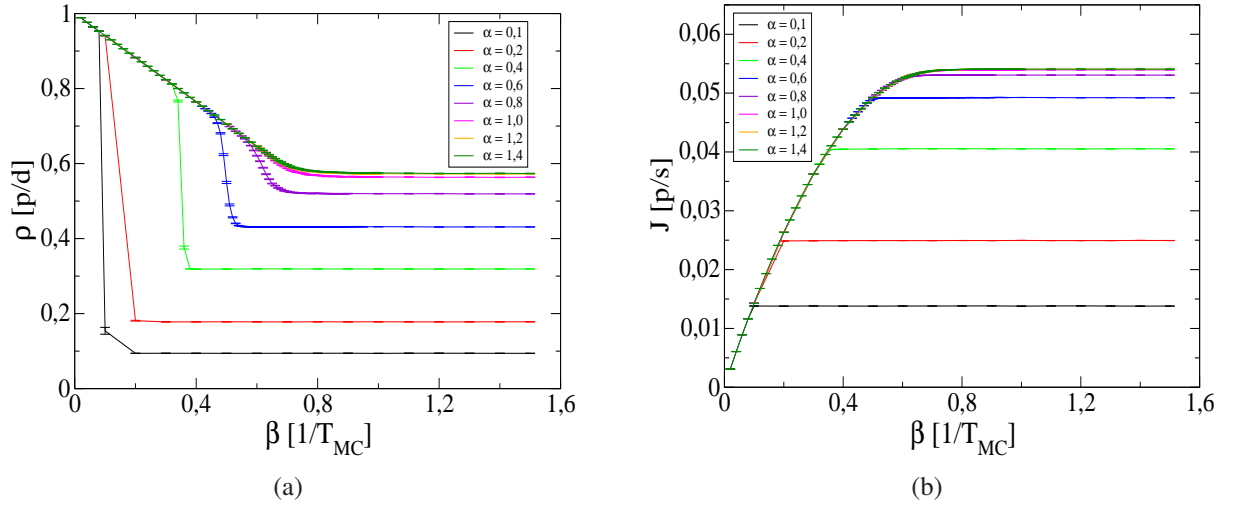 1
0,8
0,6
0,4
0,2
0
ρ [p/d]
0
0,4
0,8
1,2
1,6
β [1/T_MC]
α = 0,1
α = 0,2
α = 0,4
α = 0,6
α = 0,8
α = 1,0
α = 1,2
α = 1,4
(a)
0,06
0,05
0,04
0,03
0,02
0,01
0
J [p/s]
0
0,4
0,8
1,2
1,6
β [1/T_MC]
α = 0,1
α = 0,2
α = 0,4
α = 0,6
α = 0,8
α = 1,0
α = 1,2
α = 1,4
(b)